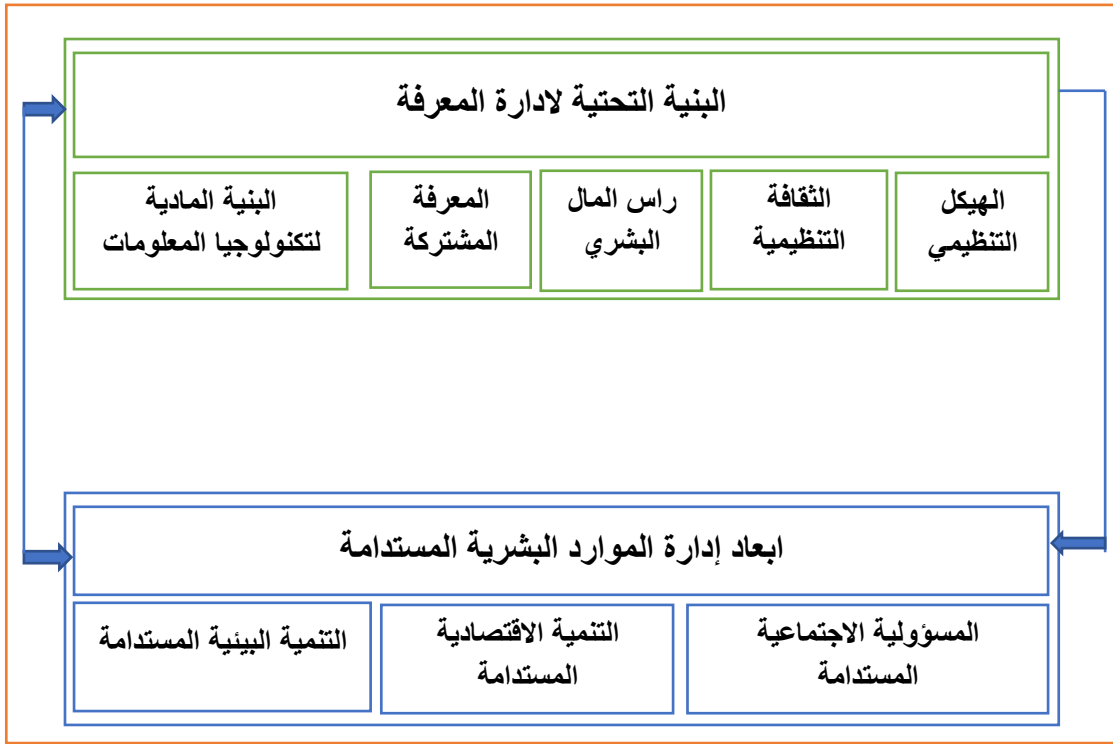 البنية التحتية لادارة المعرفة
الهيكل
التنظيمي
الثقافة
التنظيمية
راس المال
البشري
المعرفة
المشتركة
البنية المادية
لتكنولوجيا المعلومات
ابعاد إدارة الموارد البشرية المستدامة
المسؤولية الاجتماعية
المستدامة
التنمية الاقتصادية
المستدامة
التنمية البيئية المستدامة